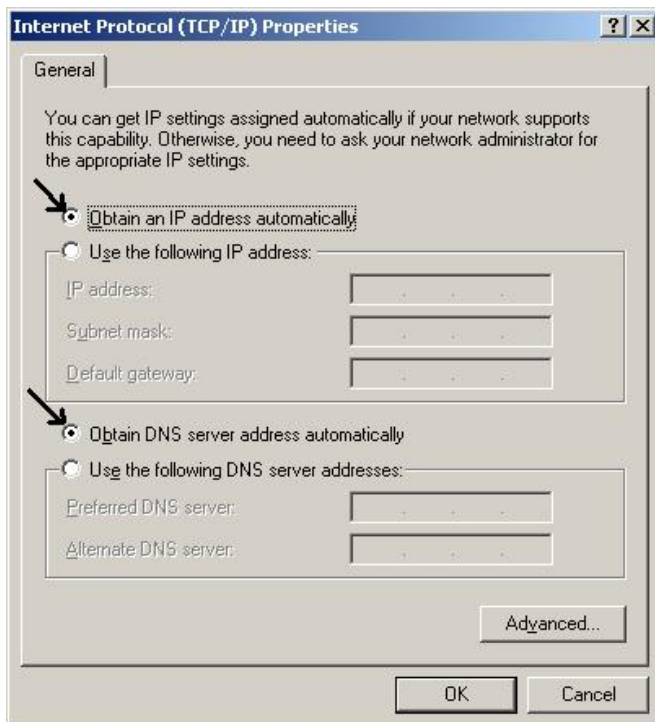 Internet Protocol (TCP/IP) Properties
General
You can get IP settings assigned automatically if your network supports
this capability. Otherwise, you need to ask your network administrator for
the appropriate IP settings.
Obtain an IP address automatically
Use the following IP address:
IP address:
Subnet mask:
Default gateway:
Obtain DNS server address automatically
Use the following DNS server addresses:
Preferred DNS server:
Alternate DNS server:
Advanced...
OK
Cancel